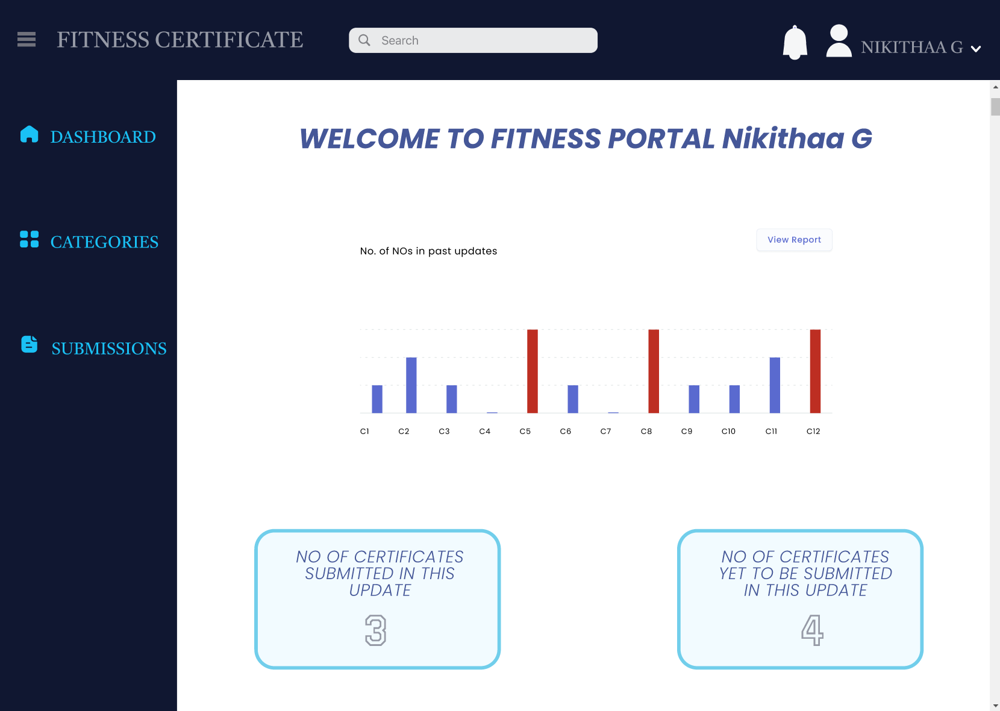 FITNESS CERTIFICATE
Search
NIKITHAA G
DASHBOARD
CATEGORIES
SUBMISSIONS
WELCOME TO FITNESS PORTAL Nikithaa G
No. of NOs in past updates
View Report
C1 C2 C3 C4 C5 C6 C7 C8 C9 C10 C11 C12
NO OF CERTIFICATES
SUBMITTED IN THIS
UPDATE
3
NO OF CERTIFICATES
YET TO BE SUBMITTED
IN THIS UPDATE
4